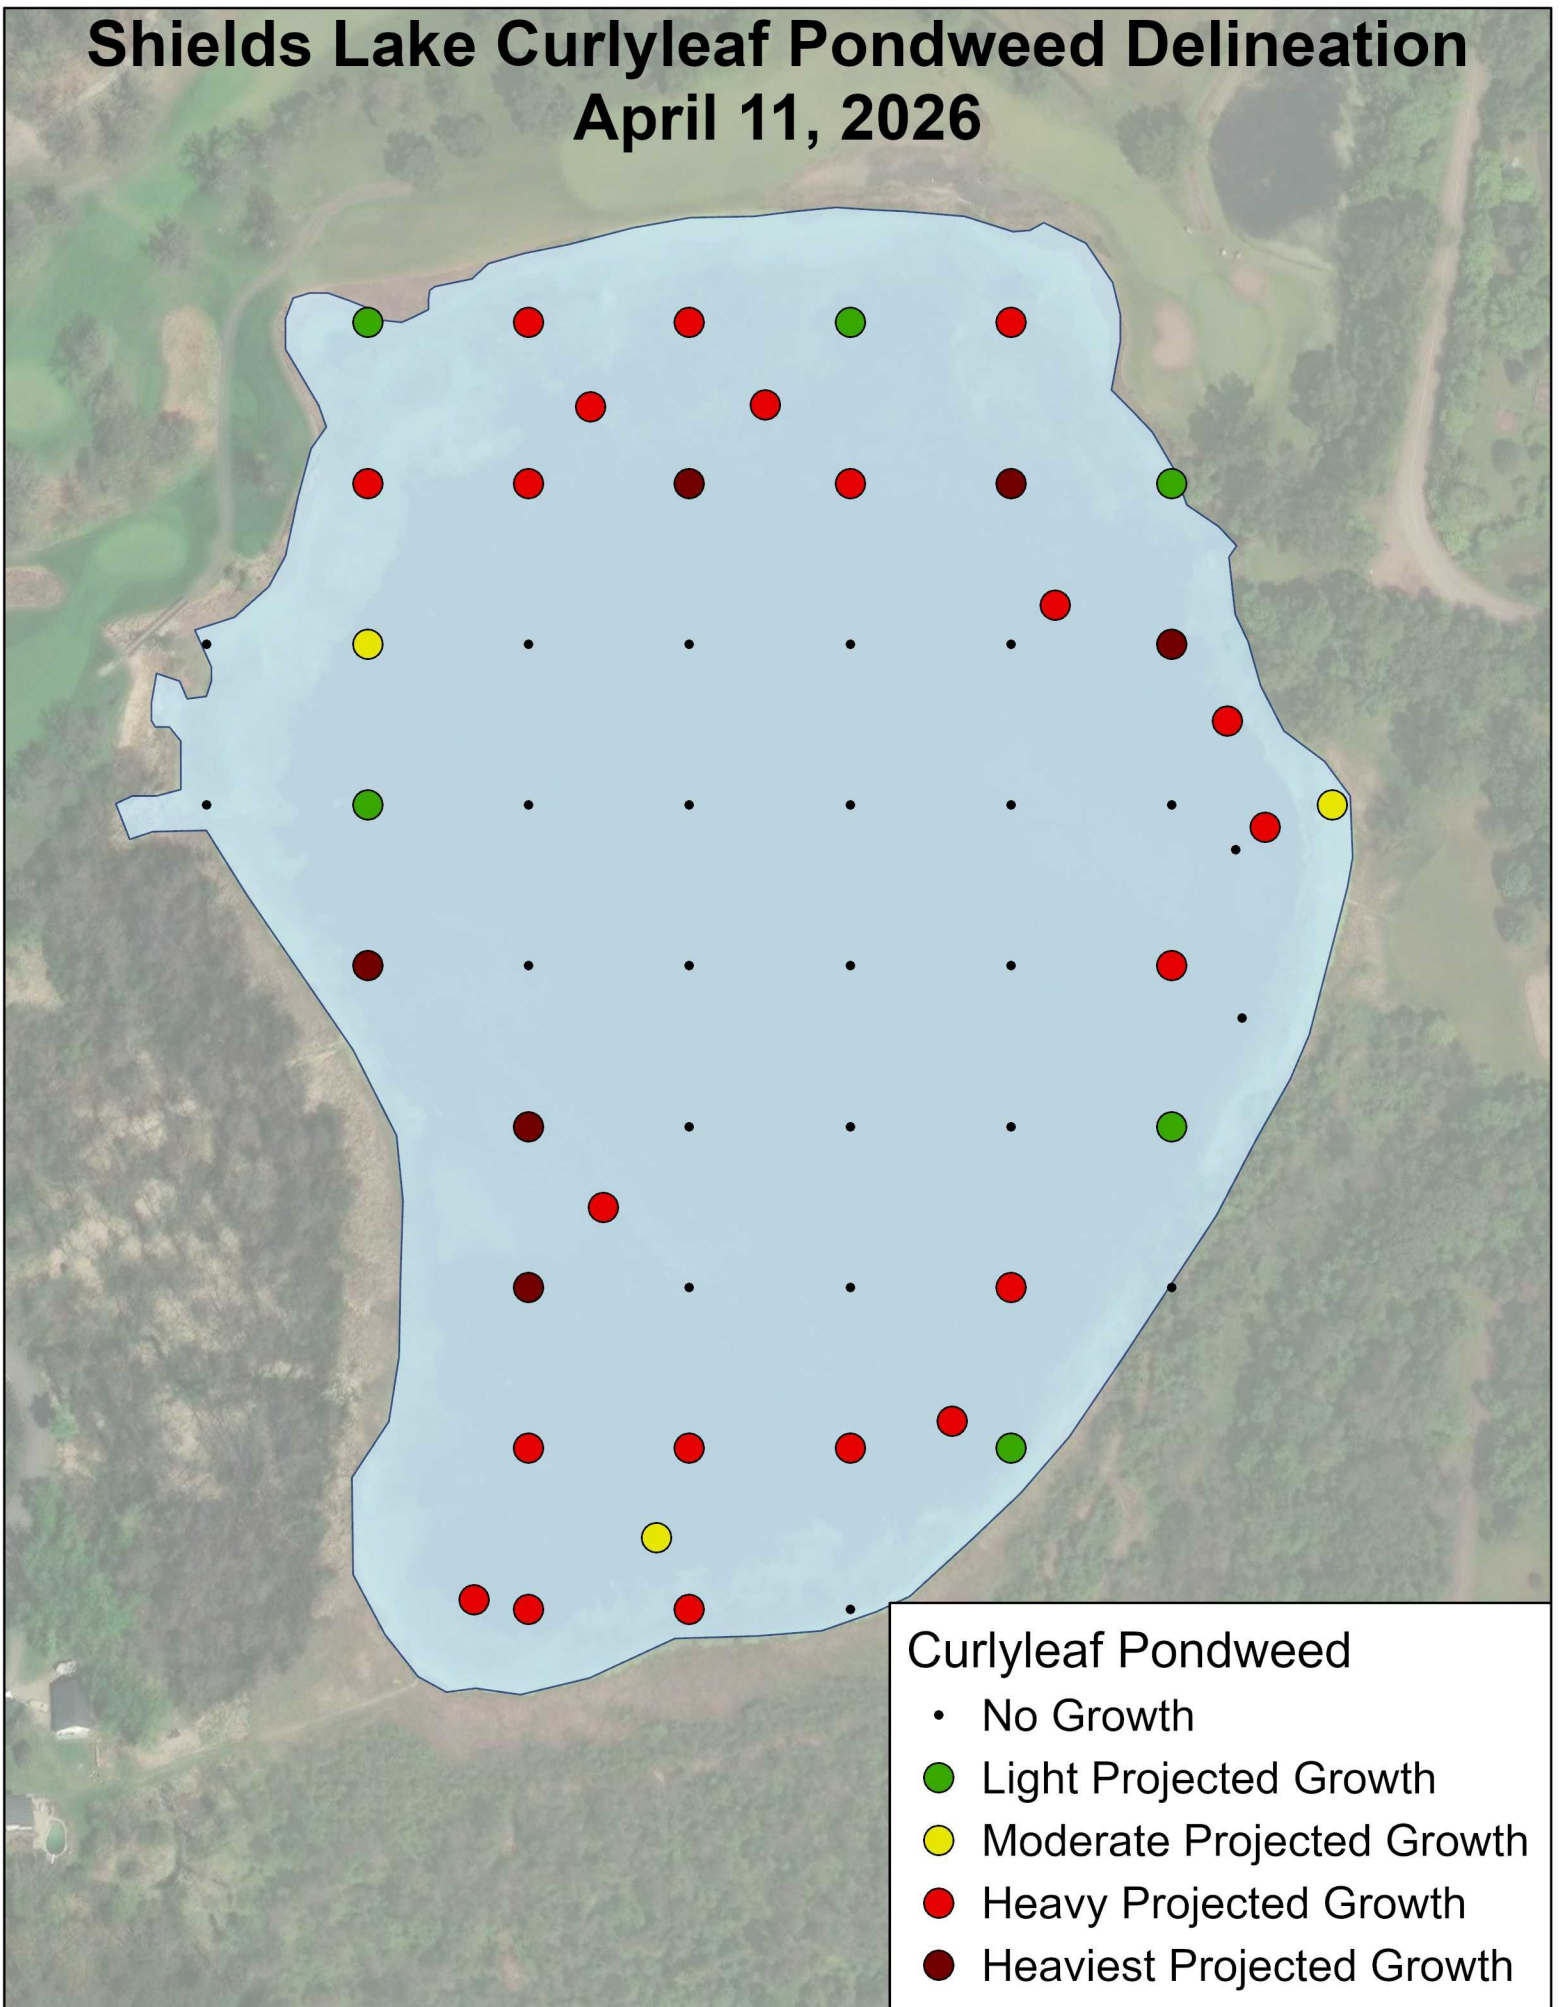 Shields Lake Curlyleaf Pondweed Delineation
April 11, 2026
Curlyleaf Pondweed
No Growth
Light Projected Growth
Moderate Projected Growth
Heavy Projected Growth
Heaviest Projected Growth